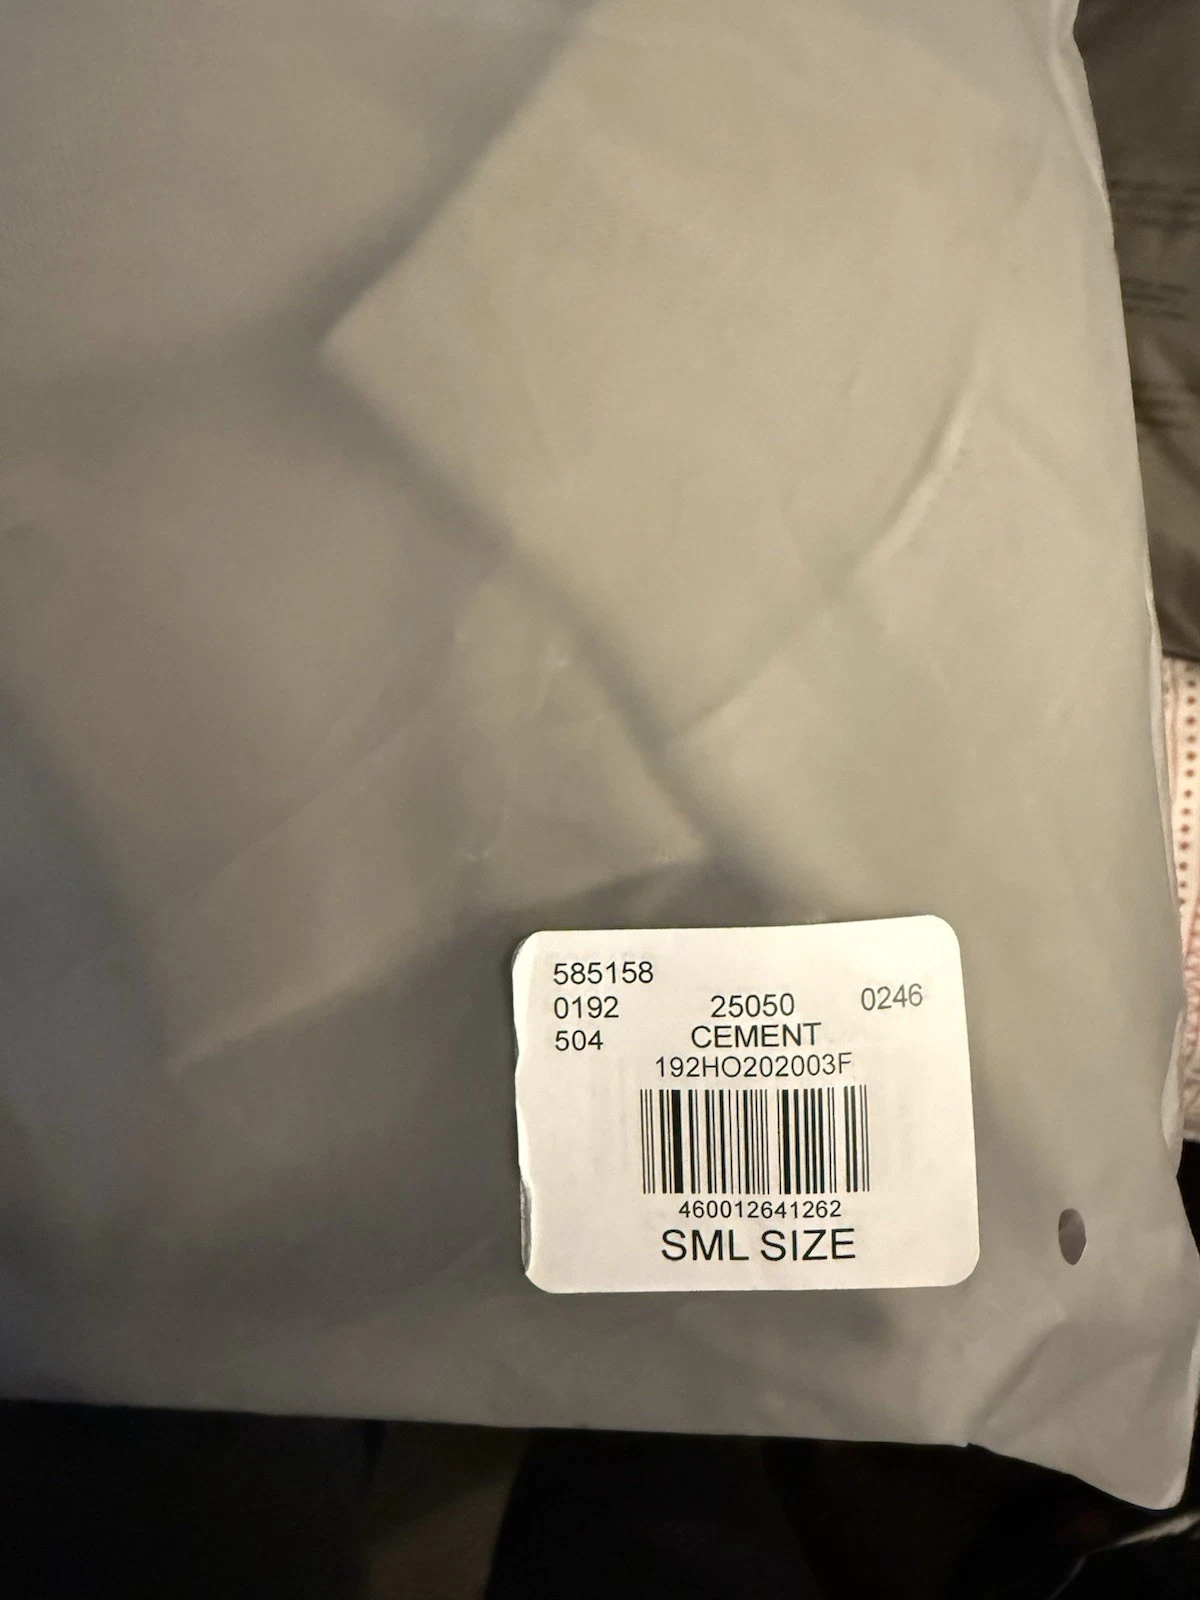 585158
0192 25050 0246
504 CEMENT
192HO202003F
460012641262
SML SIZE